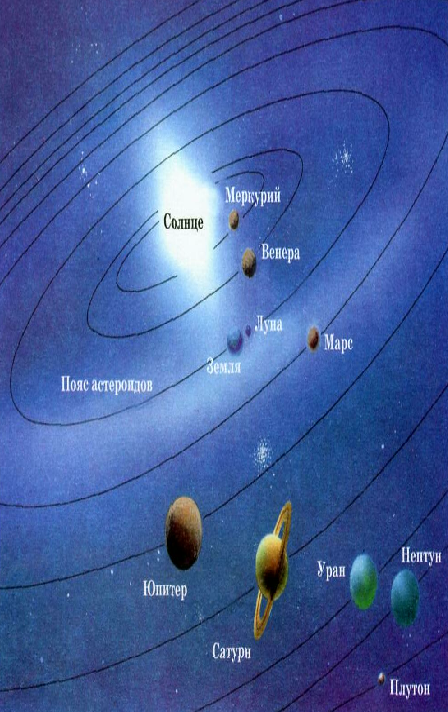 Меркурий
Солнце
Венера
Луна
Марс
Земля
Пояс астероидов
Нептун
Уран
Юпитер
Сатурн
Плутон